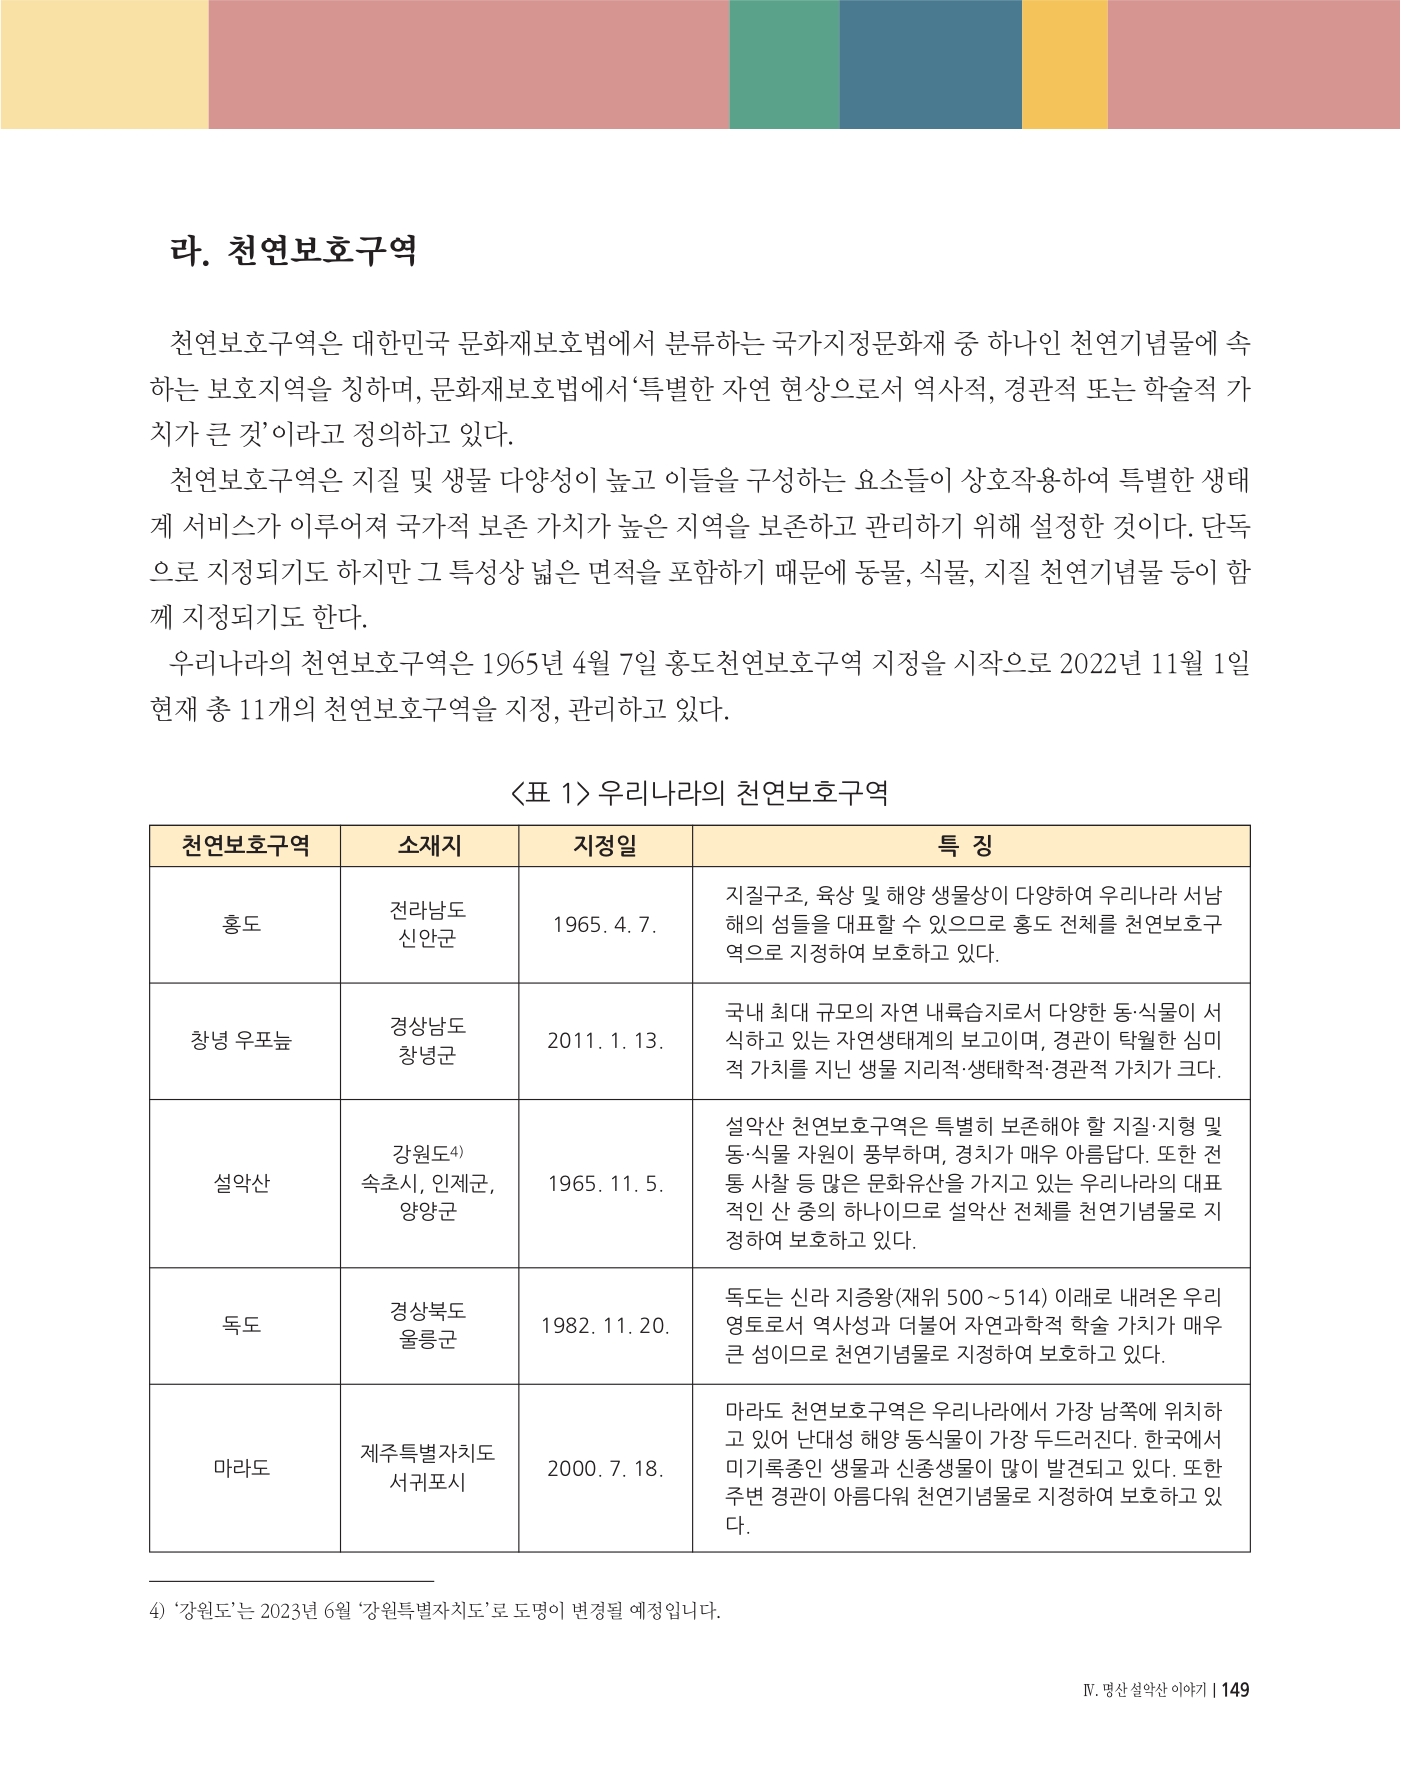 라. 천연보호구역
천연보호구역은 대한민국 문화재보호법에서 분류하는 국가지정문화재 중 하나인 천연기념물에 속
하는 보호지역을 칭하며, 문화재보호법에서 ‘특별한 자연 현상으로서 역사적, 경관적 또는 학술적 가
치가 큰 것’이라고 정의하고 있다.
천연보호구역은 지질 및 생물 다양성이 높고 이들을 구성하는 요소들이 상호작용하여 특별한 생태
계 서비스가 이루어져 국가적 보존 가치가 높은 지역을 보존하고 관리하기 위해 설정한 것이다. 단독
으로 지정되기도 하지만 그 특성상 넓은 면적을 포함하기 때문에 동물, 식물, 지질 천연기념물 등이 함
께 지정되기도 한다.
우리나라의 천연보호구역은 1965년 4월 7일 홍도천연보호구역 지정을 시작으로 2022년 11월 1일
현재 총 11개의 천연보호구역을 지정, 관리하고 있다.
<표 1> 우리나라의 천연보호구역
천연보호구역 소재지 지정일 특 징
홍도
전라남도
신안군
1965. 4. 7.
지질구조, 육상 및 해양 생물상이 다양하여 우리나라 서남
해의 섬들을 대표할 수 있으므로 홍도 전체를 천연보호구
역으로 지정하여 보호하고 있다.
창녕 우포늪
경상남도
창녕군
2011. 1. 13.
국내 최대 규모의 자연 내륙습지로서 다양한 동·식물이 서
식하고 있는 자연생태계의 보고이며, 경관이 탁월한 심미
적 가치를 지닌 생물 지리적·생태학적·경관적 가치가 크다.
설악산
강원도4)
속초시, 인제군,
양양군
1965. 11. 5.
설악산 천연보호구역은 특별히 보존해야 할 지질·지형 및
동·식물 자원이 풍부하며, 경치가 매우 아름답다. 또한 전
통 사찰 등 많은 문화유산을 가지고 있는 우리나라의 대표
적인 산 중의 하나이므로 설악산 전체를 천연기념물로 지
정하여 보호하고 있다.
독도
경상북도
울릉군
1982. 11. 20.
독도는 신라 지증왕(재위 500~514) 이래로 내려온 우리
영토로서 역사성과 더불어 자연과학적 학술 가치가 매우
큰 섬이므로 천연기념물로 지정하여 보호하고 있다.
마라도
제주특별자치도
서귀포시
2000. 7. 18.
마라도 천연보호구역은 우리나라에서 가장 남쪽에 위치하
고 있어 난대성 해양 동식물이 가장 두드러진다. 한국에서
미기록종인 생물과 신종생물이 많이 발견되고 있다. 또한
주변 경관이 아름다워 천연기념물로 지정하여 보호하고 있
다.
4) ‘강원도’는 2023년 6월 ‘강원특별자치도’로 도명이 변경될 예정입니다.
Ⅳ. 명산 설악산 이야기 | 149